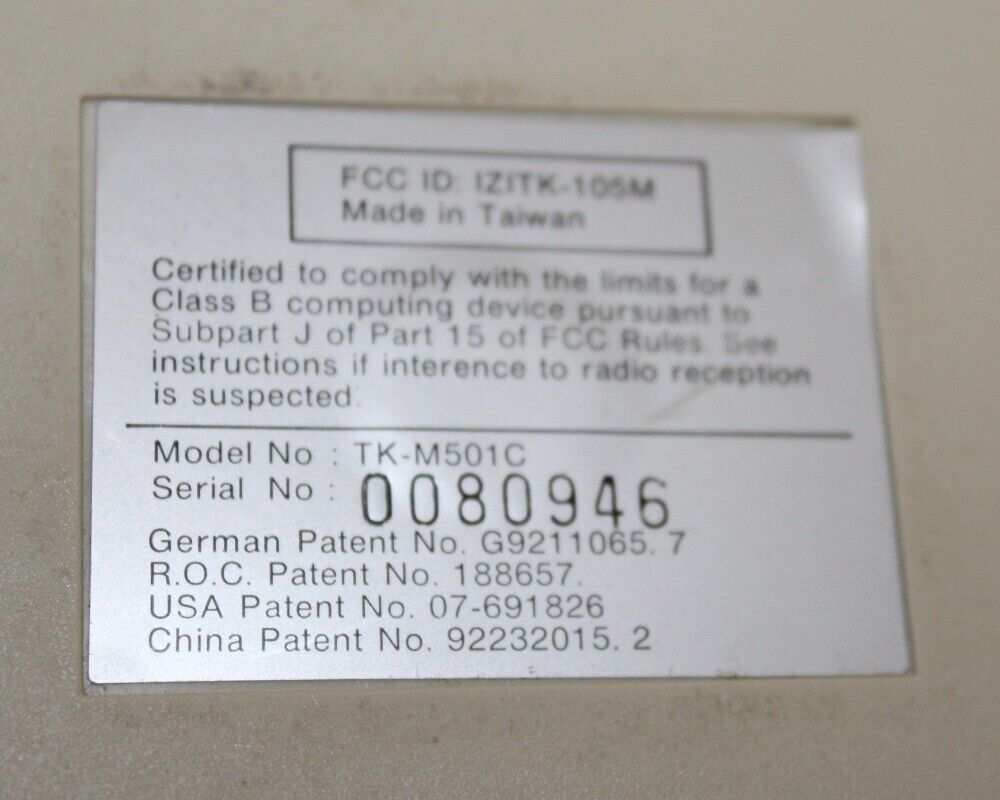 FCC ID: IZITK-105M
Made in Taiwan
Certified to comply with the limits for a
Class B computing device pursuant to
Subpart J of Part 15 of FCC Rules. See
instructions if interence to radio reception
is suspected.
Model No : TK-M501C
Serial No : 0080946
German Patent No. G9211065. 7
R.O.C. Patent No. 188657.
USA Patent No. 07-691826
China Patent No. 92232015. 2